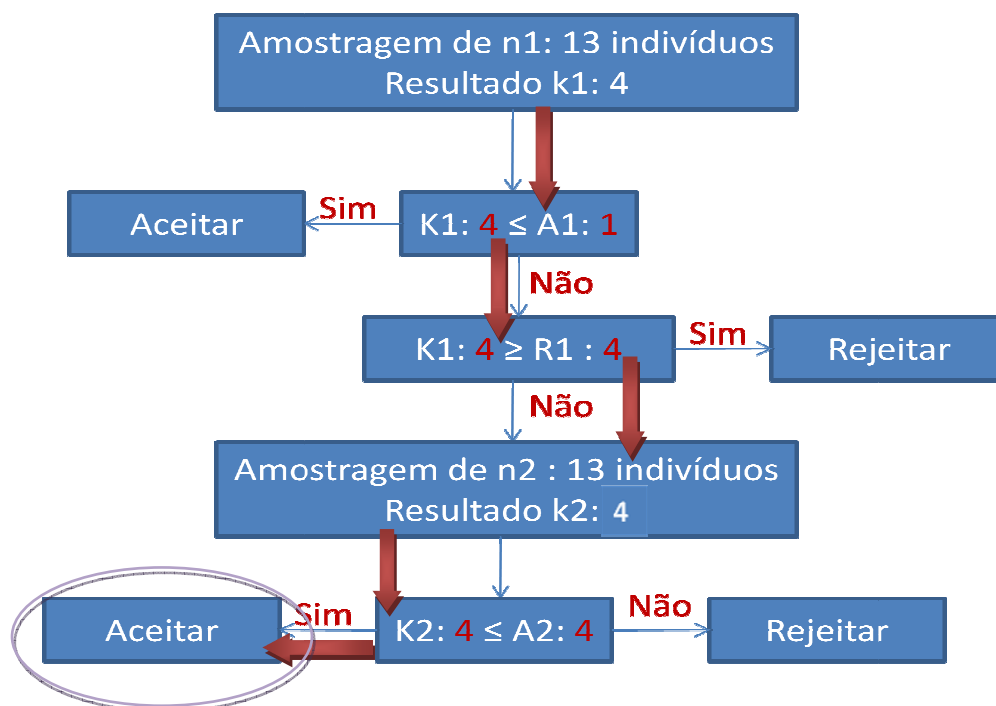 Amostragem de n1: 13 indivíduos
Resultado k1: 4
Aceitar
Sim
K1: 4 ≤ A1: 1
Não
K1: 4 ≥ R1 : 4
Sim
Rejeitar
Não
Amostragem de n2 : 13 indivíduos
Resultado k2: 4
Aceitar
Sim
K2: 4 ≤ A2: 4
Não
Rejeitar